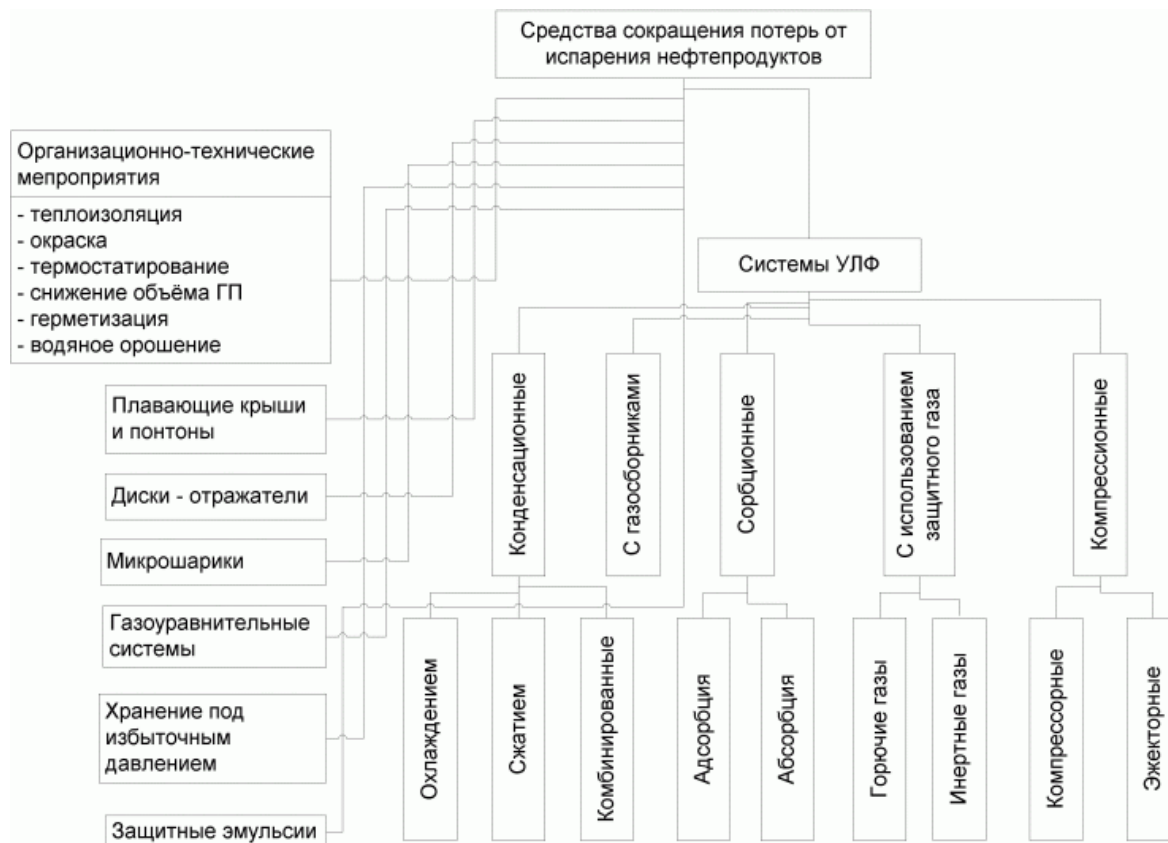 Средства сокращения потерь от
испарения нефтепродуктов
Организационно-технические
мепроприятия
- теплоизоляция
- окраска
- термостатирование
- снижение объёма ГП
- герметизация
- водяное орошение
Системы УЛФ
Плавающие крыши
и понтоны
Диски - отражатели
Микрошарики
Газоуравнительные
системы
Хранение под
избыточным
давлением
Защитные эмульсии
Конденсационные
С газосборниками
Сорбционные
С использованием
защитного газа
Компрессионные
Охлаждением
Сжатием
Комбинированные
Адсорбция
Абсорбция
Горючие газы
Инертные газы
Компрессорные
Эжекторные